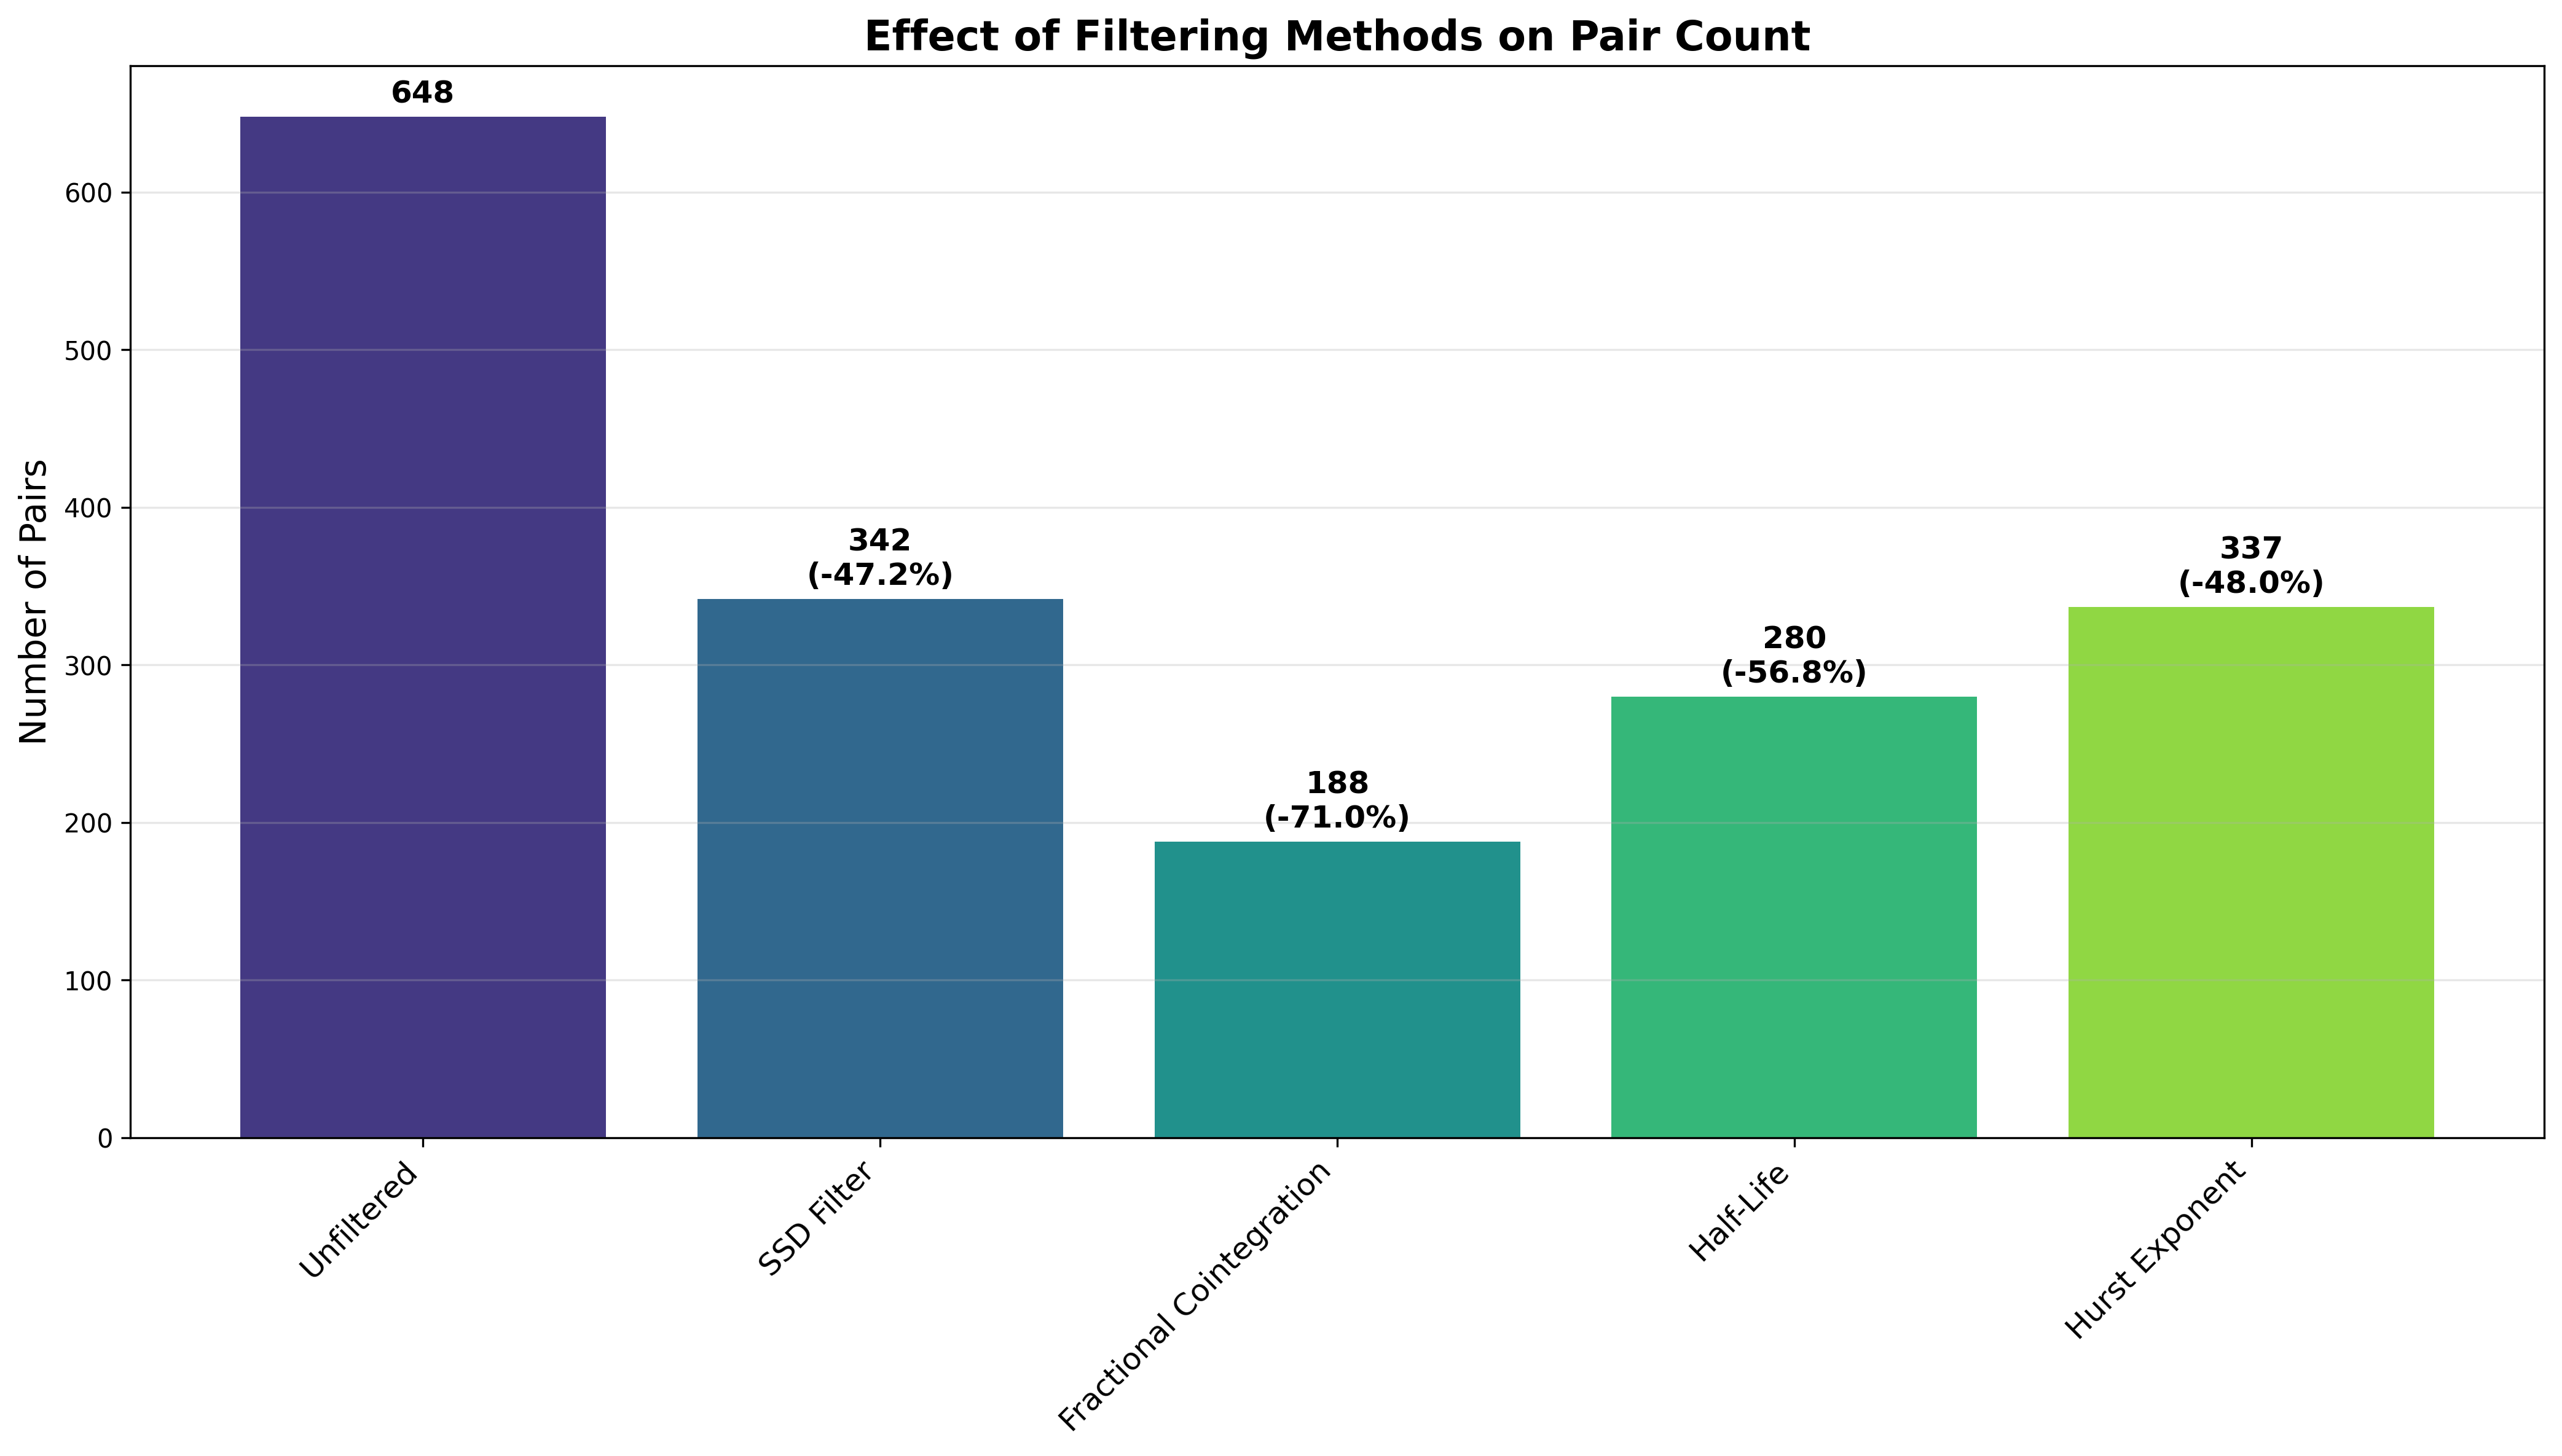 Effect of Filtering Methods on Pair Count
Number of Pairs
600
500
400
300
200
100
0
648
342
(-47.2%)
188
(-71.0%)
280
(-56.8%)
337
(-48.0%)
Unfiltered
SSD Filter
Fractional Cointegration
Half-Life
Hurst Exponent